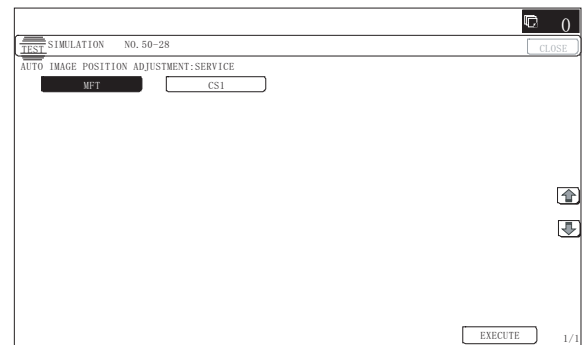 0
TEST SIMULATION NO. 50-28 CLOSE
AUTO IMAGE POSITION ADJUSTMENT:SERVICE
MFT CS1
EXECUTE 1/1